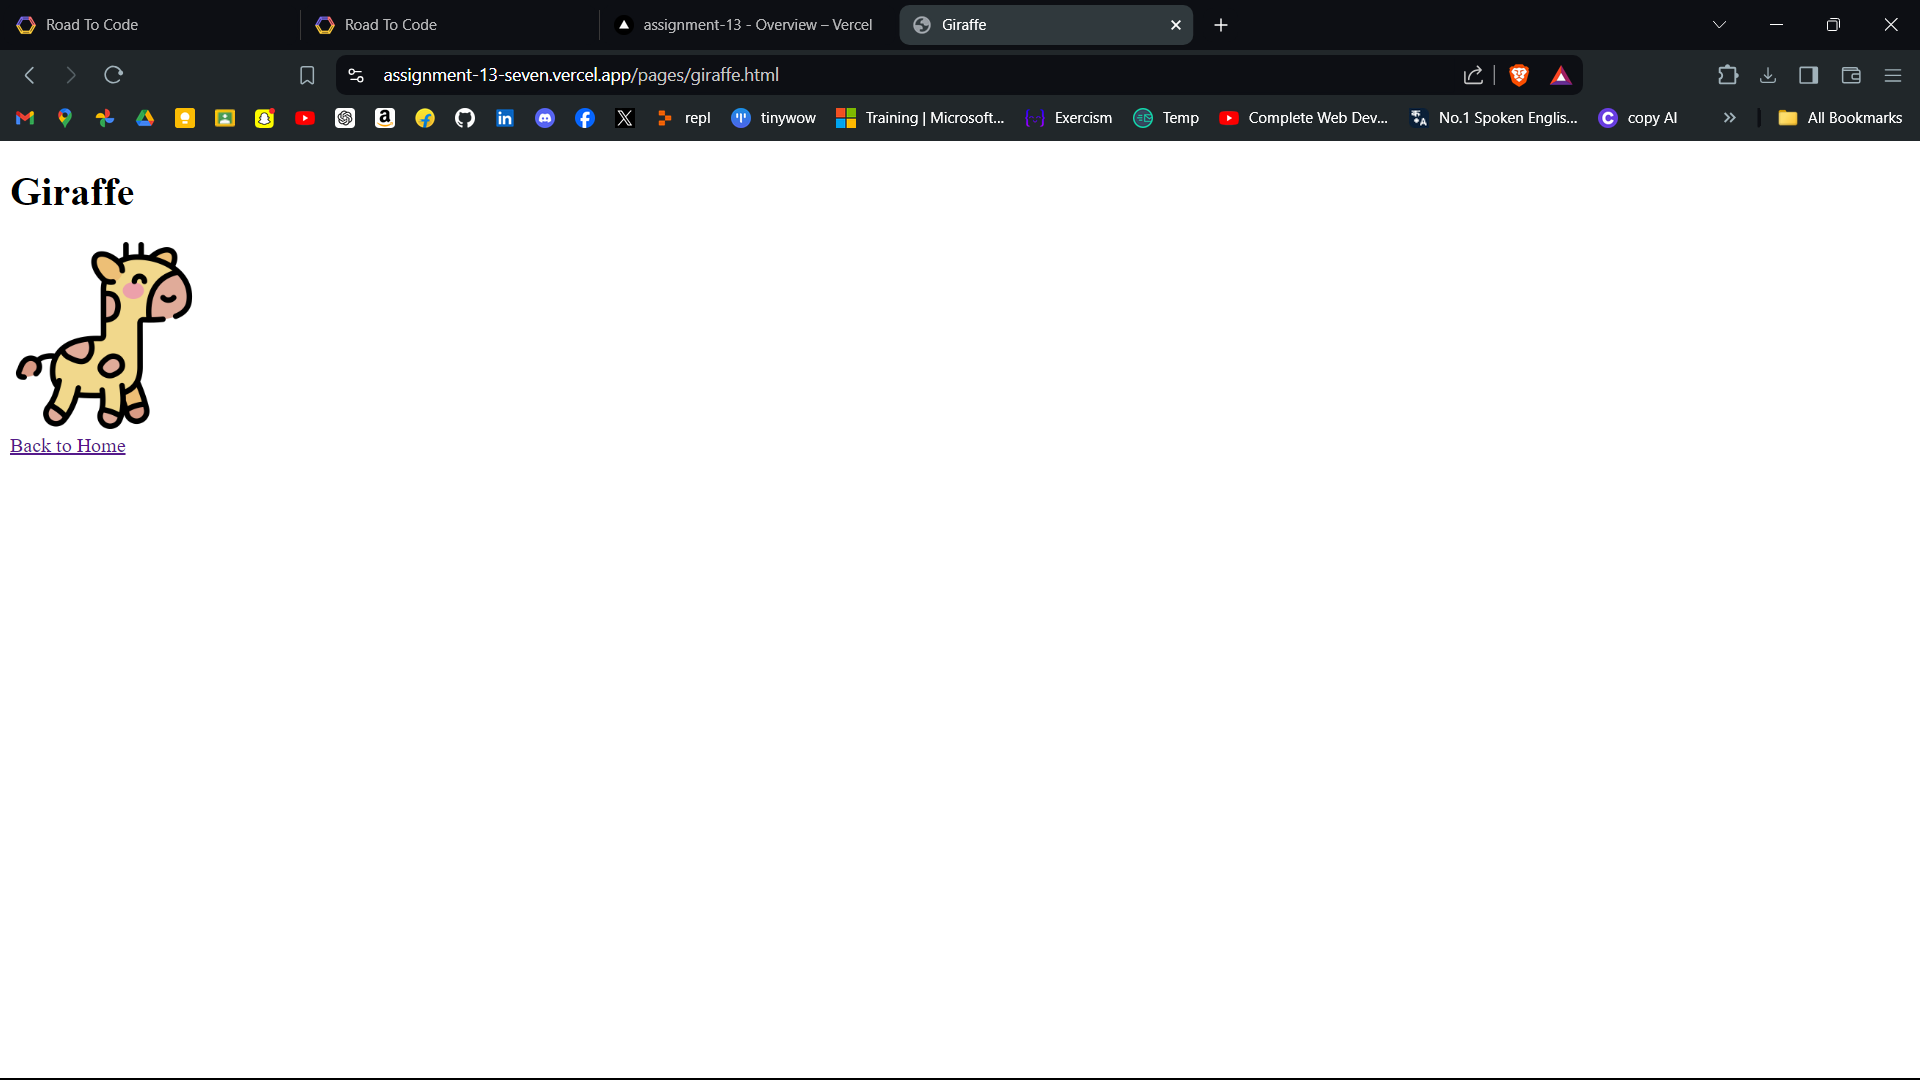 Road To Code
Road To Code
assignment-13 - Overview – Vercel
Giraffe
assignment-13-seven.vercel.app/pages/giraffe.html
repl
tinywow
Training | Microsoft...
Exercism
Temp
Complete Web Dev...
No.1 Spoken Englis...
copy AI
All Bookmarks
Giraffe
Back to Home